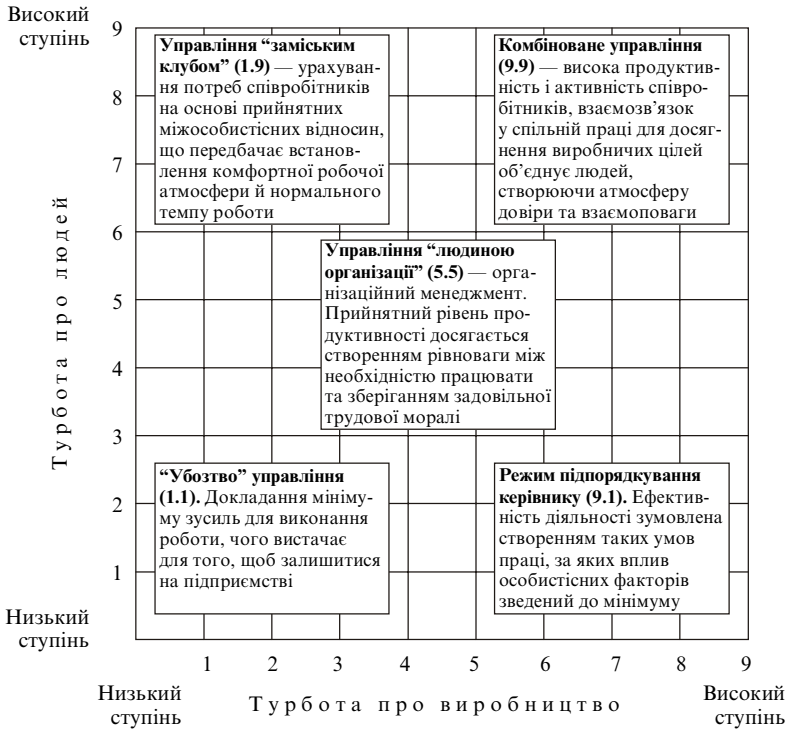 Високий
ступінь
9
8
7
6
5
4
3
2
1
Турбота про людей
Низький
ступінь
Управління “заміським
клубом” (1.9) — урахуван-
ня потреб співробітників
на основі прийнятних
міжособистісних відносин,
що передбачає встанов-
лення комфортної робочої
атмосфери й нормального
темпу роботи
Комбіноване управління
(9.9) — висока продуктив-
ність і активність співро-
бітників, взаємозв’язок
у спільній праці для досяг-
нення виробничих цілей
об’єднує людей,
створюючи атмосферу
довіри та взаємоповаги
Управління “людиною
організації” (5.5) — орга-
нізаційний менеджмент.
Прийнятний рівень про-
дуктивності досягається
створенням рівноваги між
необхідністю працювати
та зберіганням задовільної
трудової моралі
“Убозтво” управління
(1.1). Докладання мініму-
му зусиль для виконання
роботи, чого вистачає
для того, щоб залишитися
на підприємстві
Режим підпорядкування
керівнику (9.1). Ефектив-
ність діяльності зумовлена
створенням таких умов
праці, за яких вплив
особистісних факторів
зведений до мінімуму
1 2 3 4 5 6 7 8 9
Низький
ступінь
Турбота про виробництво
Високий
ступінь